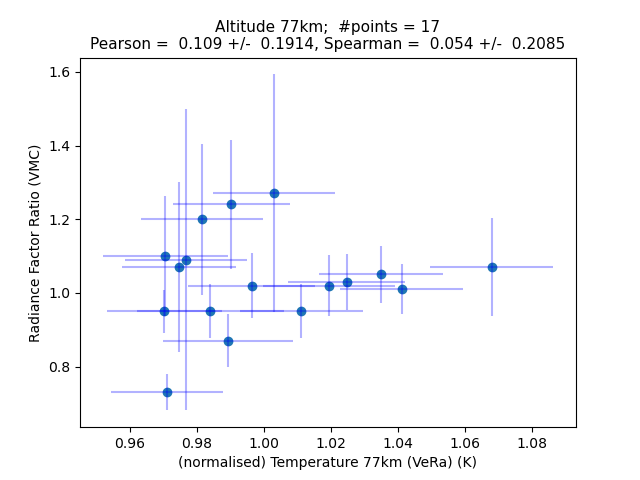 Altitude 77km;  #points = 17
Pearson =  0.109 +/-  0.1914, Spearman =  0.054 +/-  0.2085
1.6
1.4
1.2
1.0
0.8
Radiance Factor Ratio (VMC)
0.96 0.98 1.00 1.02 1.04 1.06 1.08
(normalised) Temperature 77km (VeRa) (K)